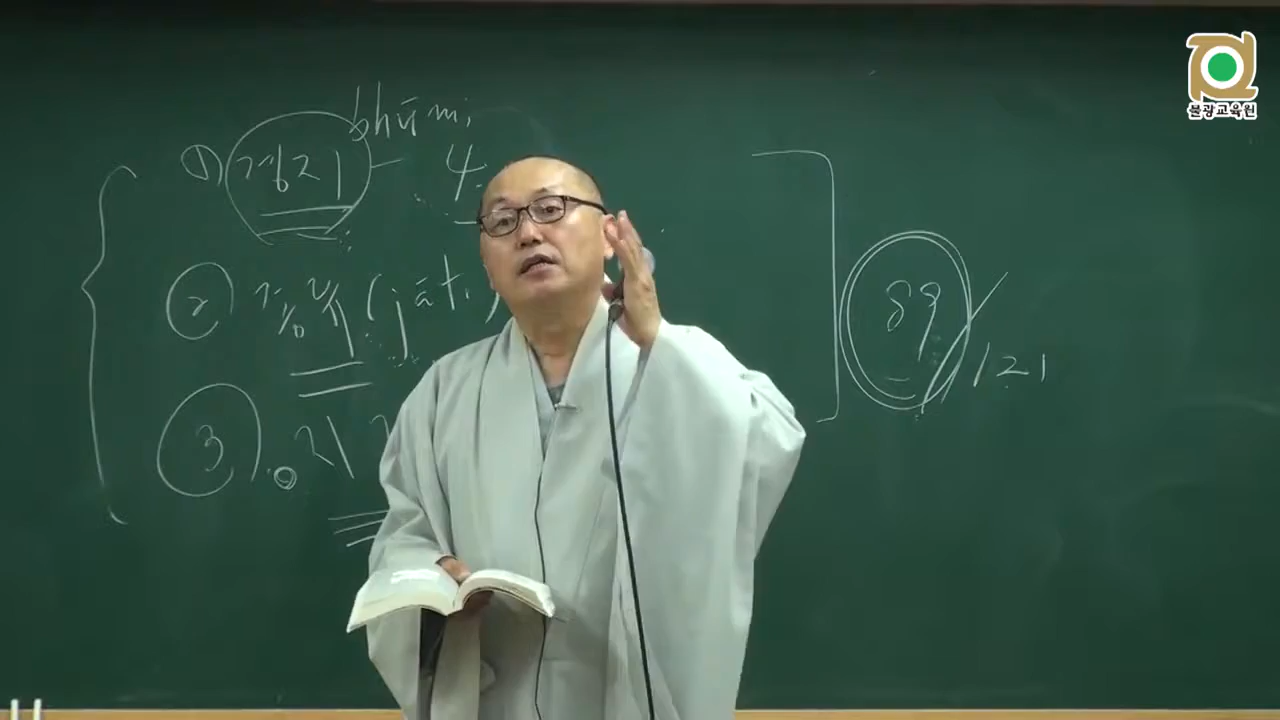 bhūmi
① 경지 - 4
② 종류 (jāti)
③
89 / 121
불광교육원